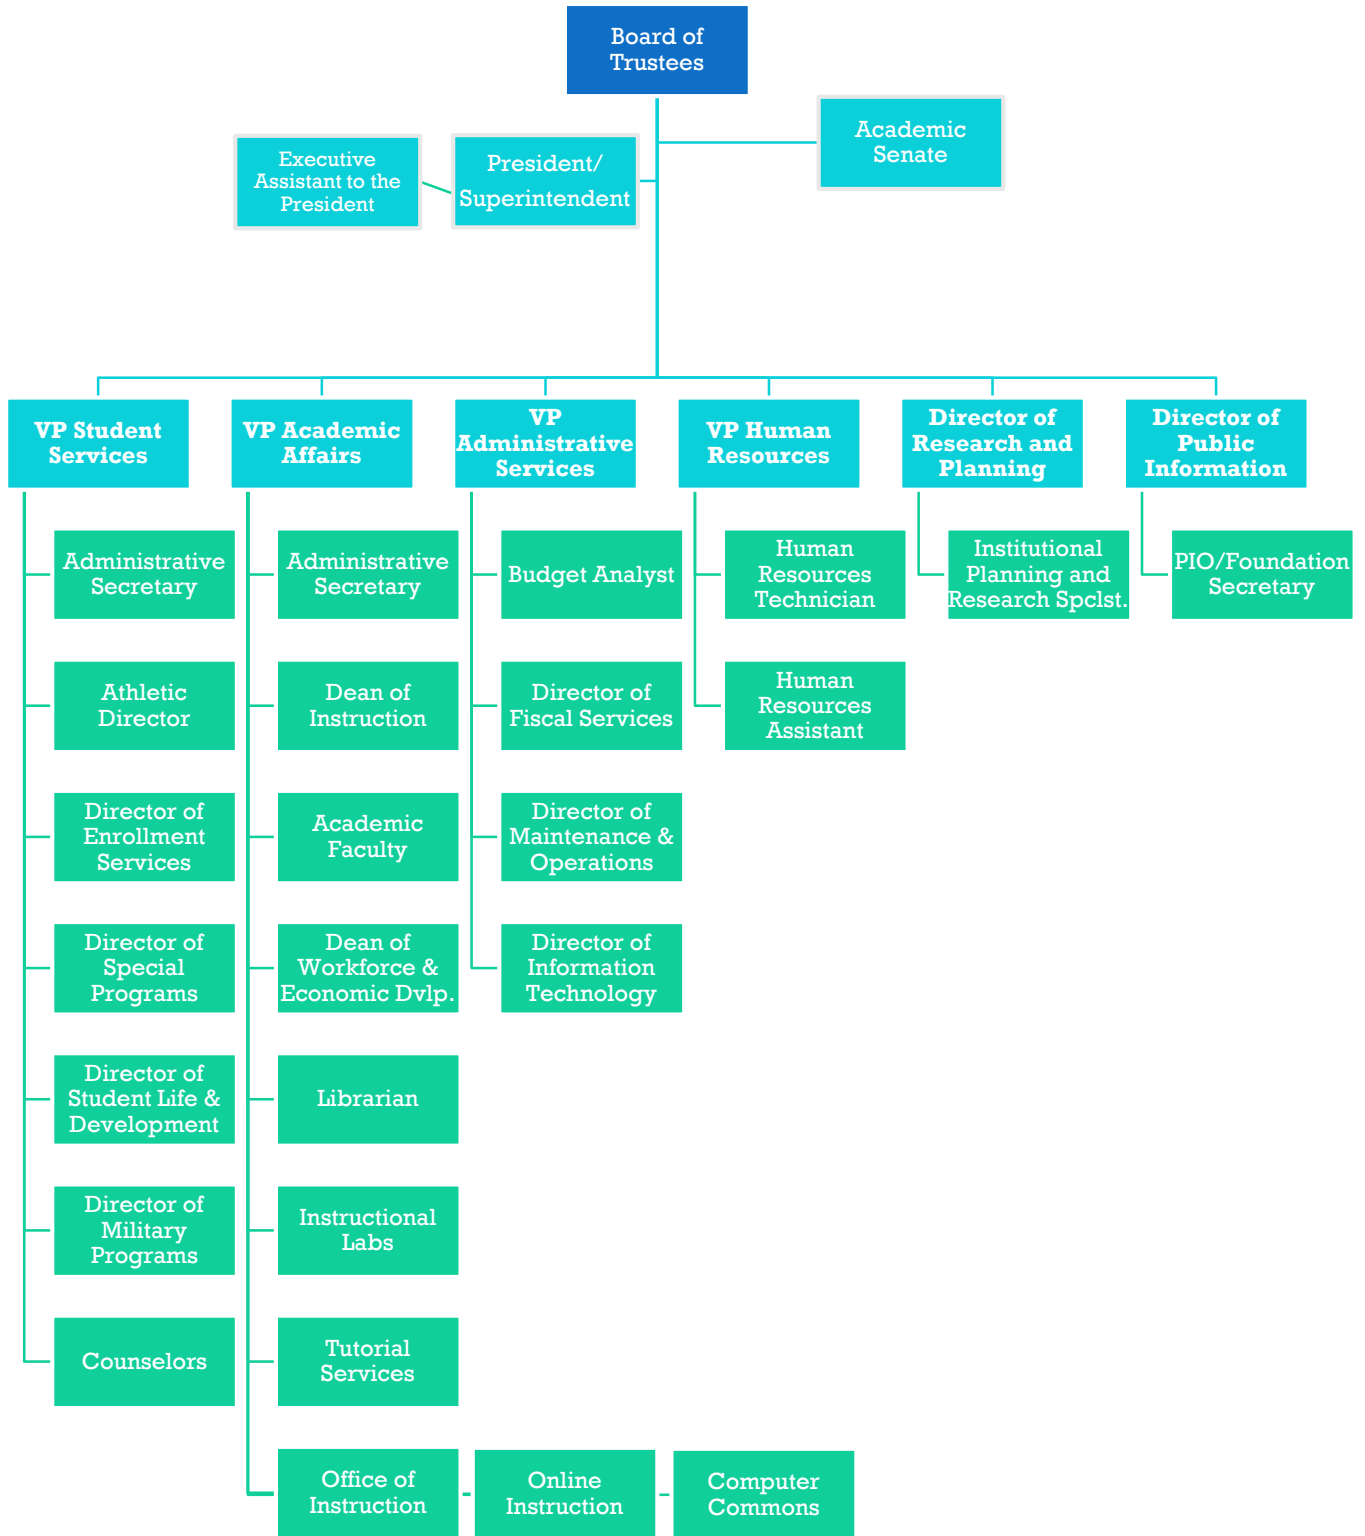 Board of
Trustees
Academic
Senate
Executive
Assistant to the
President
President/
Superintendent
VP Student
Services
VP Academic
Affairs
VP
Administrative
Services
VP Human
Resources
Director of
Research and
Planning
Director of
Public
Information
Administrative
Secretary
Administrative
Secretary
Budget Analyst
Human
Resources
Technician
Institutional
Planning and
Research Spclst.
PIO/Foundation
Secretary
Athletic
Director
Dean of
Instruction
Director of
Fiscal Services
Human
Resources
Assistant
Director of
Enrollment
Services
Academic
Faculty
Director of
Maintenance &
Operations
Director of
Special
Programs
Dean of
Workforce &
Economic Dvlp.
Director of
Information
Technology
Director of
Student Life &
Development
Librarian
Director of
Military
Programs
Instructional
Labs
Counselors
Tutorial
Services
Office of
Instruction
Online
Instruction
Computer
Commons